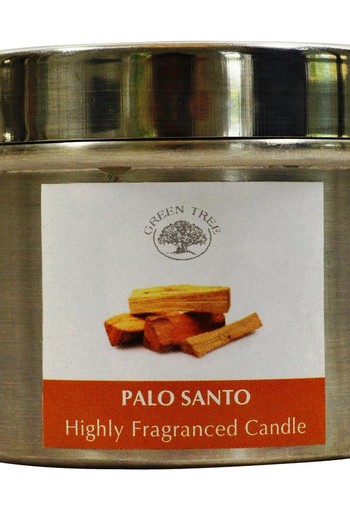 GREEN TREE
PALO SANTO
Highly Fragranced Candle